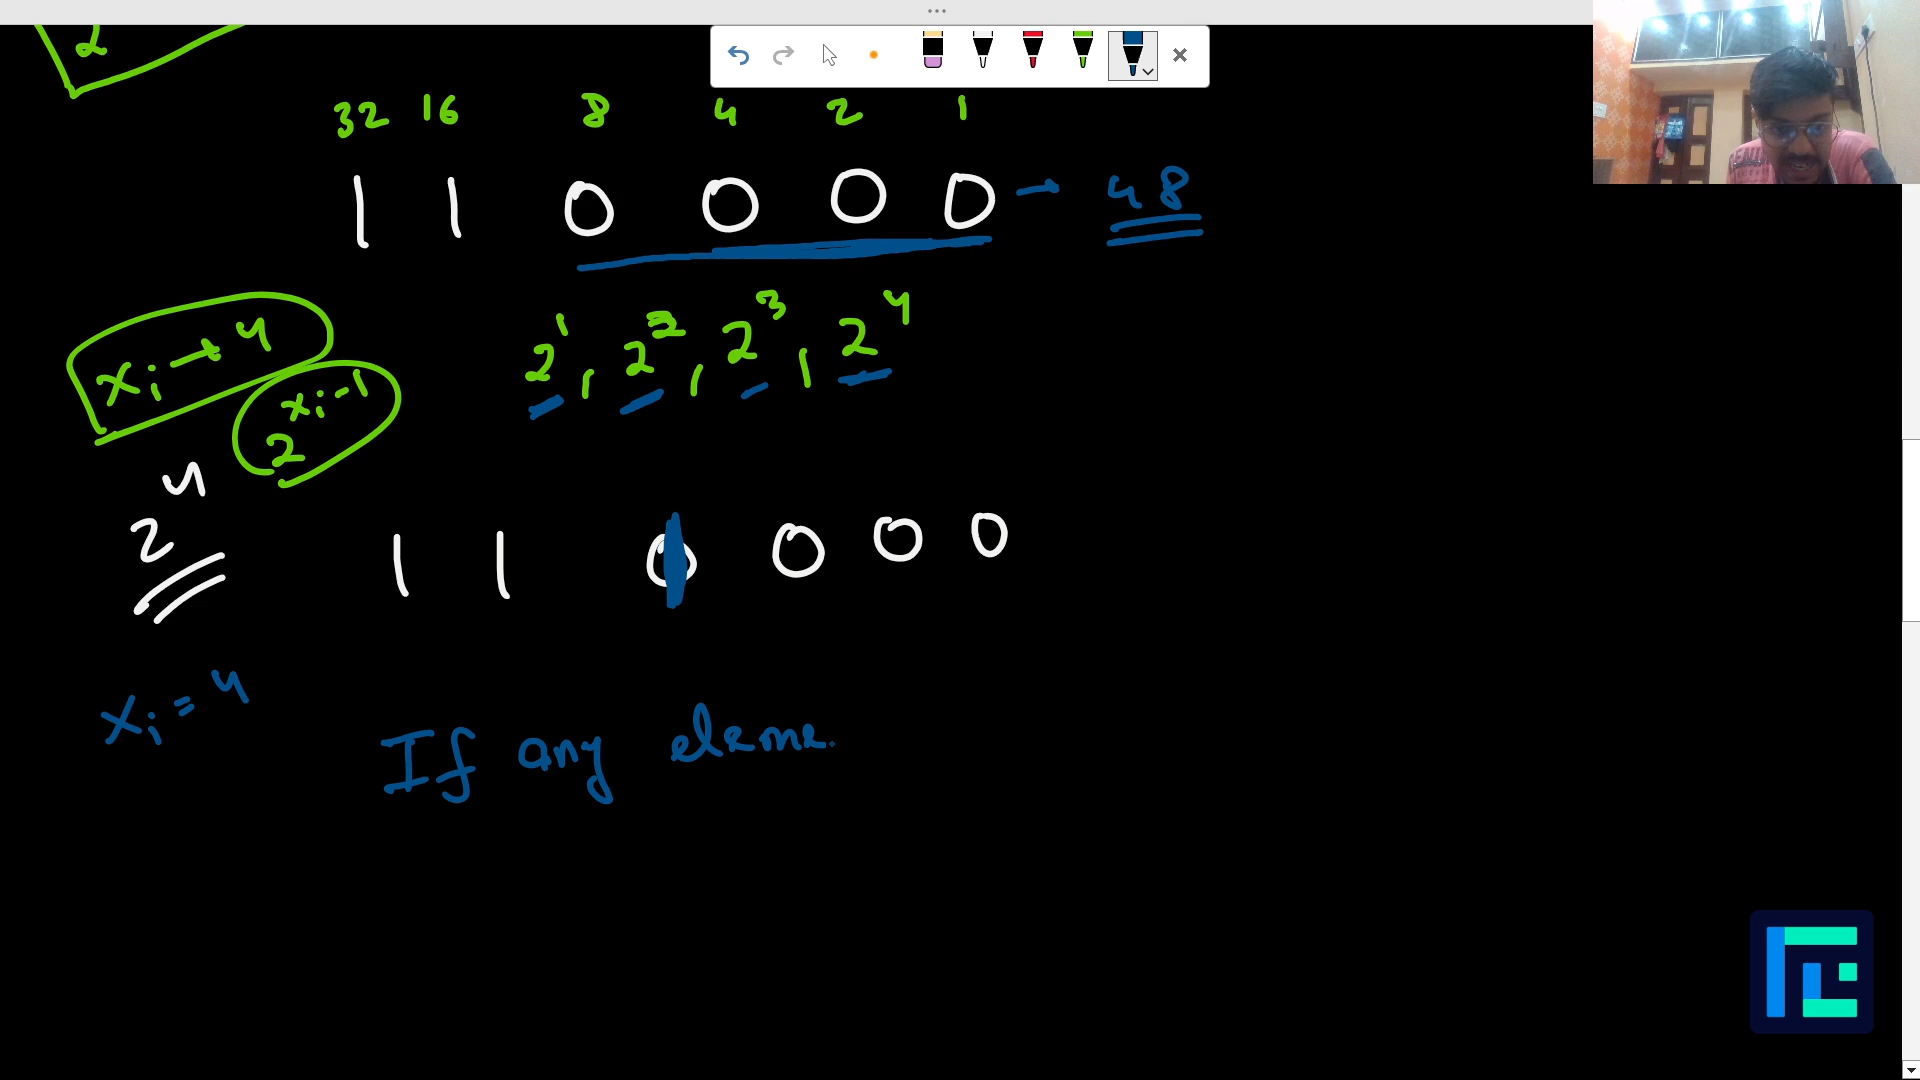 2
32 16 8 4 2 1
1 1 0 0 0 0 → 48
xi → 4
2^1, 2^2, 2^3, 2^4
2^xi-1
2^4
1 1 0 0 0 0
xi = 4
If any eleme.